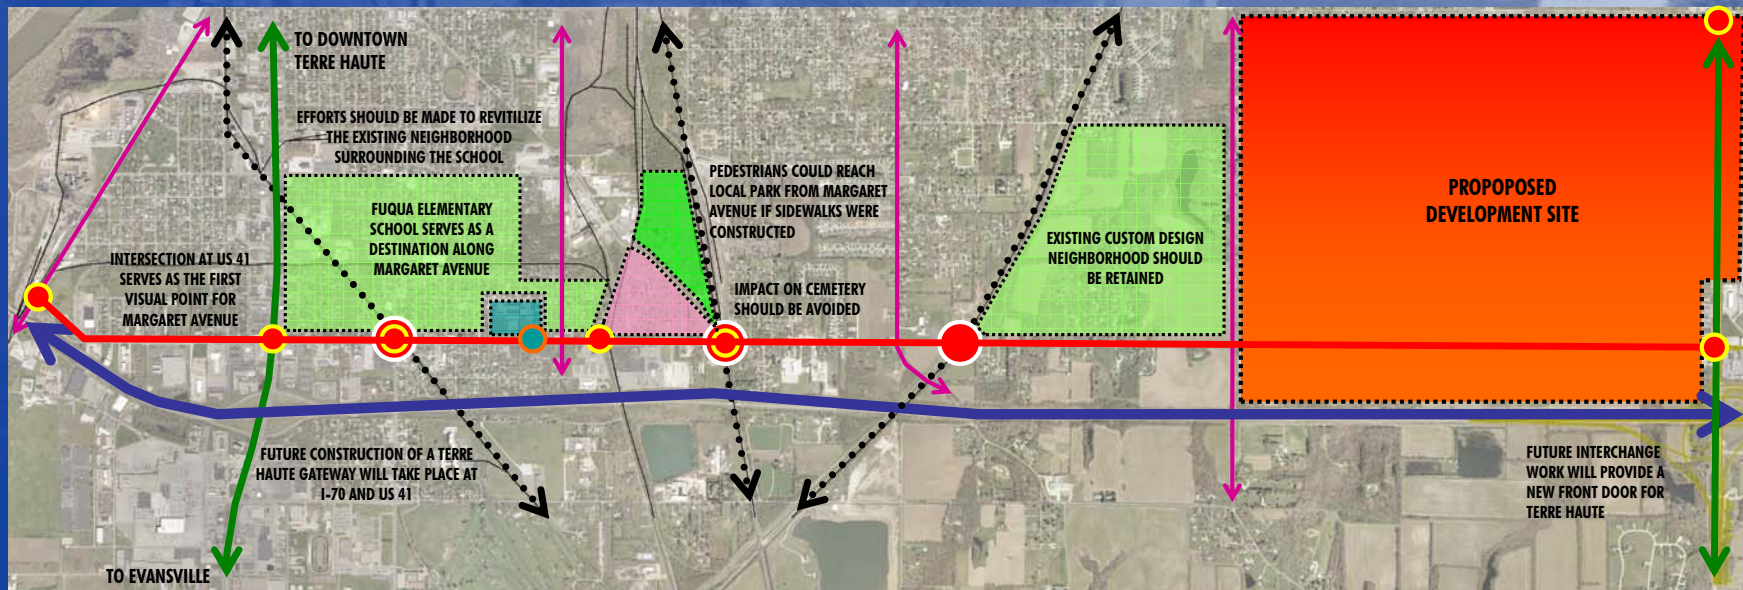 TO DOWNTOWN
TERRE HAUTE
EFFORTS SHOULD BE MADE TO REVITILIZE
THE EXISTING NEIGHBORHOOD
SURROUNDING THE SCHOOL
FUQUA ELEMENTARY
SCHOOL SERVES AS A
DESTINATION ALONG
MARGARET AVENUE
INTERSECTION AT US 41
SERVES AS THE FIRST
VISUAL POINT FOR
MARGARET AVENUE
PEDESTRIANS COULD REACH
LOCAL PARK FROM MARGARET
AVENUE IF SIDEWALKS WERE
CONSTRUCTED
IMPACT ON CEMETERY
SHOULD BE AVOIDED
EXISTING CUSTOM DESIGN
NEIGHBORHOOD SHOULD
BE RETAINED
PROPOPOSED
DEVELOPMENT SITE
FUTURE CONSTRUCTION OF A TERRE
HAUTE GATEWAY WILL TAKE PLACE AT
I-70 AND US 41
FUTURE INTERCHANGE
WORK WILL PROVIDE A
NEW FRONT DOOR FOR
TERRE HAUTE
TO EVANSVILLE